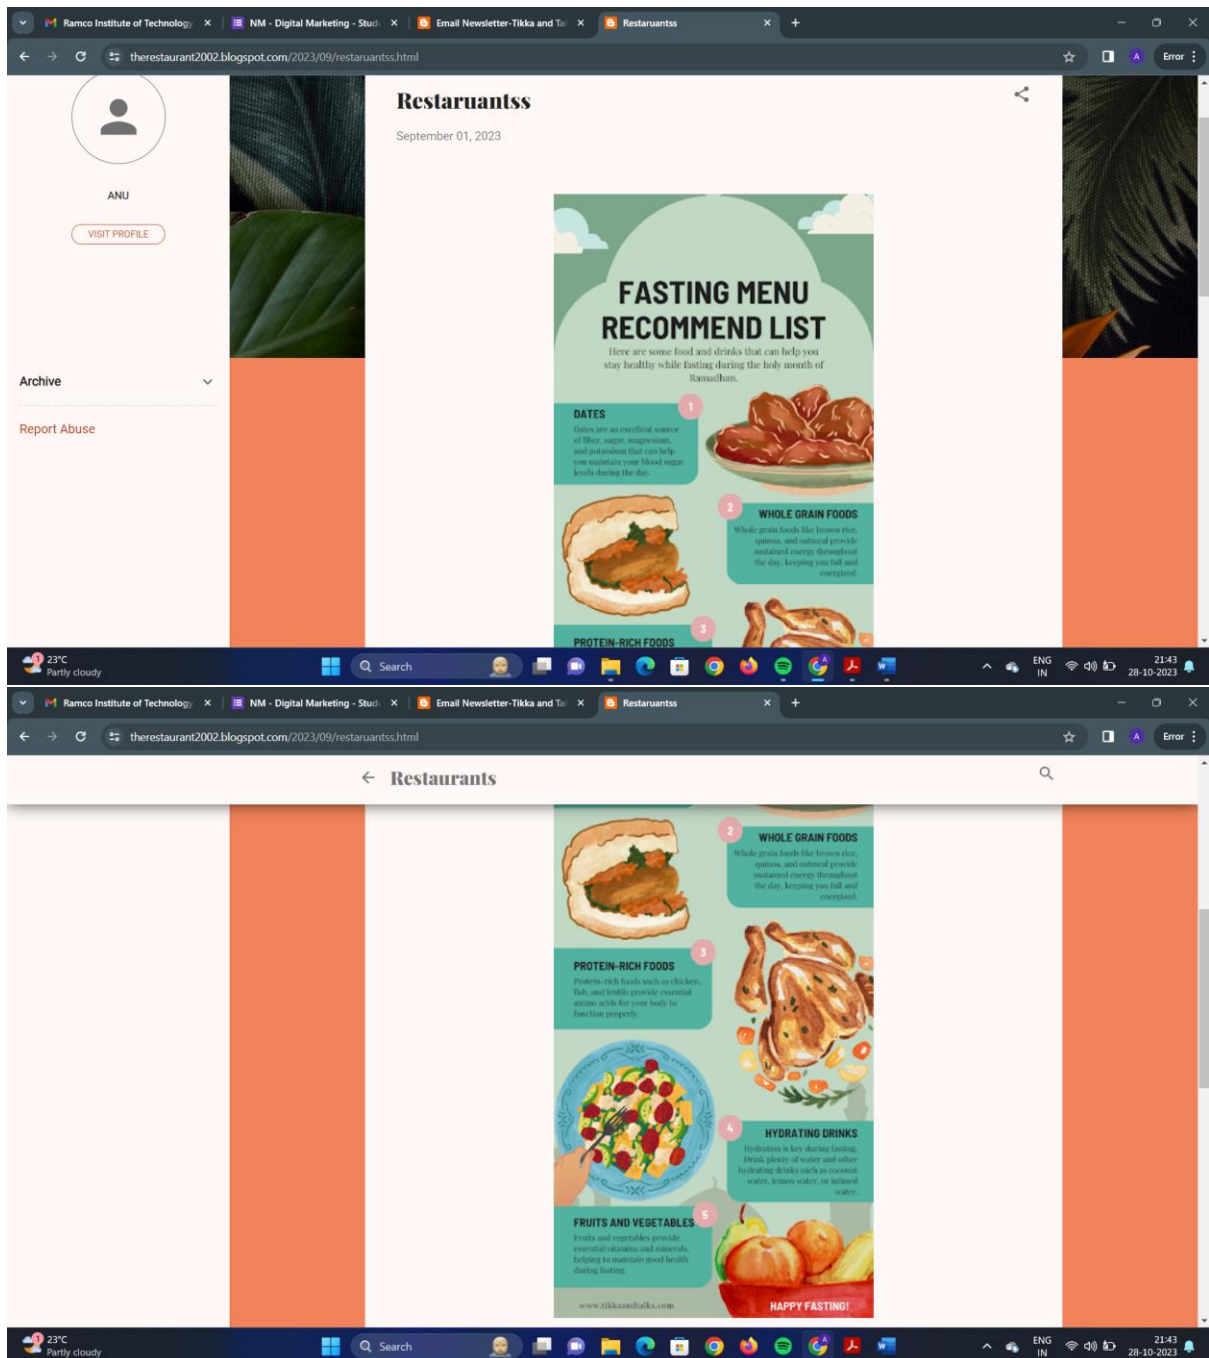 Ramco Institute of Technology
NM - Digital Marketing - Stud
Email Newsletter-Tikka and Tal
Restaruantss
therestaurant2002.blogspot.com/2023/09/restaruantss.html
A
Error
Restaruantss
September 01, 2023
ANU
VISIT PROFILE
Archive
Report Abuse
FASTING MENU
RECOMMEND LIST
Here are some food and drinks that can help you
stay healthy while fasting during the holy month of
Ramadhan.
1
DATES
Dates are an excellent source
of fiber, sugar, magnesium,
and potassium that can help
you maintain your blood sugar
levels during the day.
2
WHOLE GRAIN FOODS
Whole grain foods like brown rice,
quinoa, and oatmeal provide
sustained energy throughout
the day, keeping you full and
energized.
3
PROTEIN-RICH FOODS
1
23°C
Partly cloudy
Search
ENG
IN
21:43
28-10-2023
Ramco Institute of Technology
NM - Digital Marketing - Stud
Email Newsletter-Tikka and Tal
Restaruantss
therestaurant2002.blogspot.com/2023/09/restaruantss.html
A
Error
Restaurants
2
WHOLE GRAIN FOODS
Whole grain foods like brown rice,
quinoa, and oatmeal provide
sustained energy throughout
the day, keeping you full and
energized.
3
PROTEIN-RICH FOODS
Protein-rich foods such as chicken,
fish, and lentils provide essential
amino acids for your body to
function properly.
4
HYDRATING DRINKS
Hydration is key during fasting.
Drink plenty of water and other
hydrating drinks such as coconut
water, lemon water, or infused
water.
5
FRUITS AND VEGETABLES
Fruits and vegetables provide
essential vitamins and minerals,
helping to maintain good health
during fasting.
www.tikkaandtalks.com
HAPPY FASTING!
1
23°C
Partly cloudy
Search
ENG
IN
21:43
28-10-2023